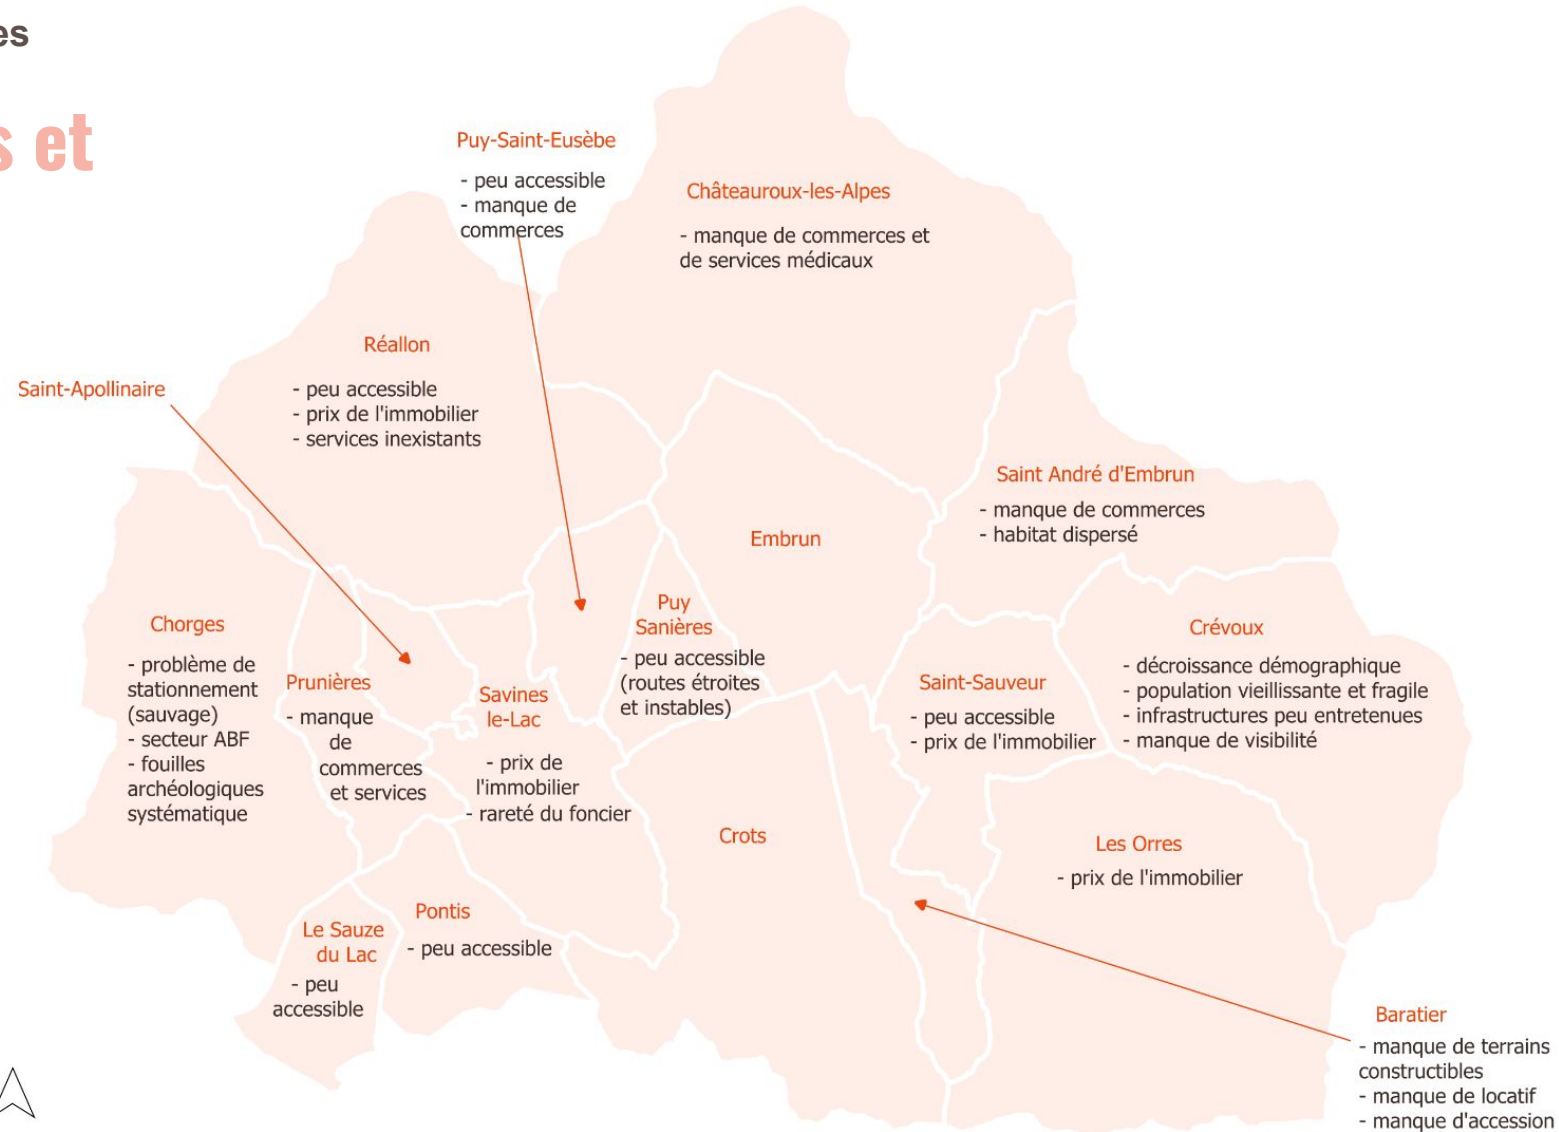 es
s et
Puy-Saint-Eusèbe
- peu accessible
- manque de
commerces
Châteauroux-les-Alpes
- manque de commerces et
de services médicaux
Réallon
- peu accessible
- prix de l'immobilier
- services inexistants
Saint-Apollinaire
Saint André d'Embrun
- manque de commerces
- habitat dispersé
Embrun
Puy
Sanières
- peu accessible
(routes étroites
et instables)
Chorges
- problème de
stationnement
(sauvage)
- secteur ABF
- fouilles
archéologiques
systématique
Prunières
- manque
de
commerces
et services
Savines
le-Lac
- prix de
l'immobilier
- rareté du foncier
Saint-Sauveur
- peu accessible
- prix de l'immobilier
Crévoux
- décroissance démographique
- population vieillissante et fragile
- infrastructures peu entretenues
- manque de visibilité
Crots
Les Orres
- prix de l'immobilier
Le Sauze
du Lac
- peu
accessible
Pontis
- peu accessible
Baratier
- manque de terrains
constructibles
- manque de locatif
- manque d'accession